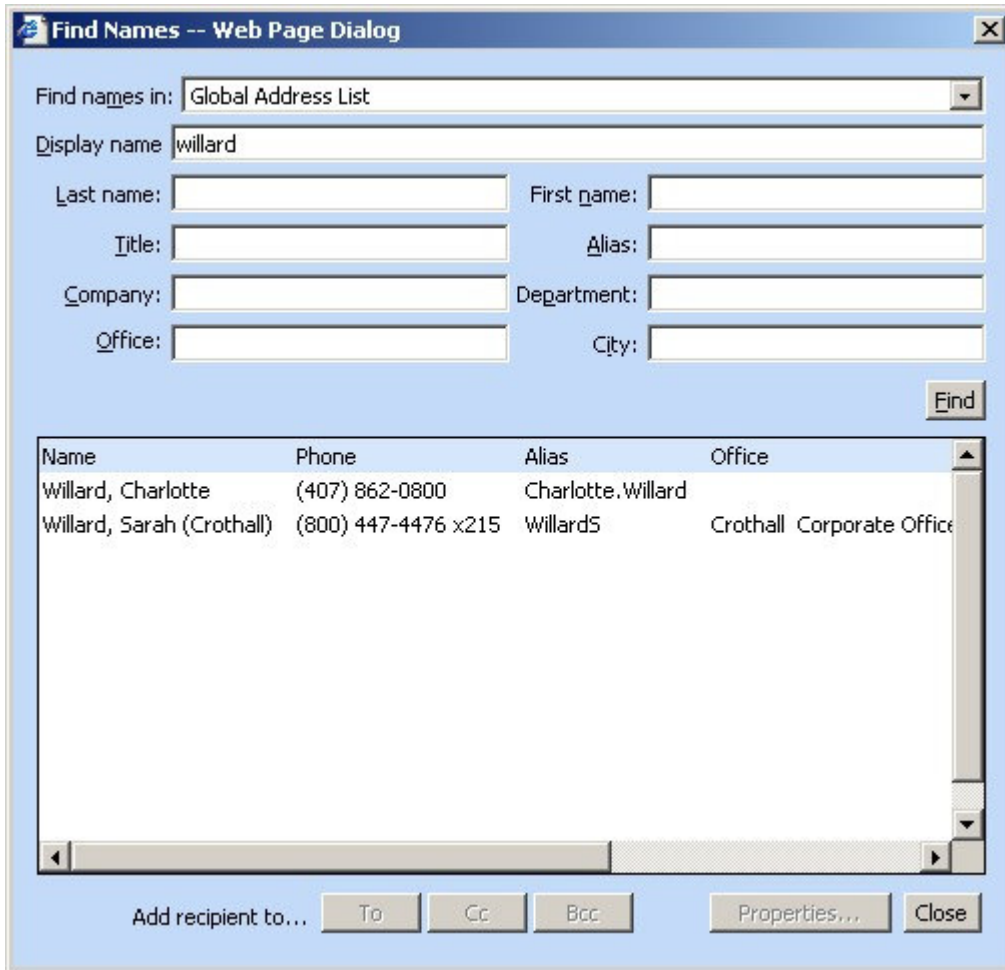 Find Names -- Web Page Dialog
Find names in: Global Address List
Display name willard
Last name: First name:
Title: Alias:
Company: Department:
Office: City:
Find
Name Phone Alias Office
Willard, Charlotte (407) 862-0800 Charlotte.Willard
Willard, Sarah (Crothall) (800) 447-4476 x215 WillardS Crothall Corporate Office
Add recipient to... To Cc Bcc Properties... Close